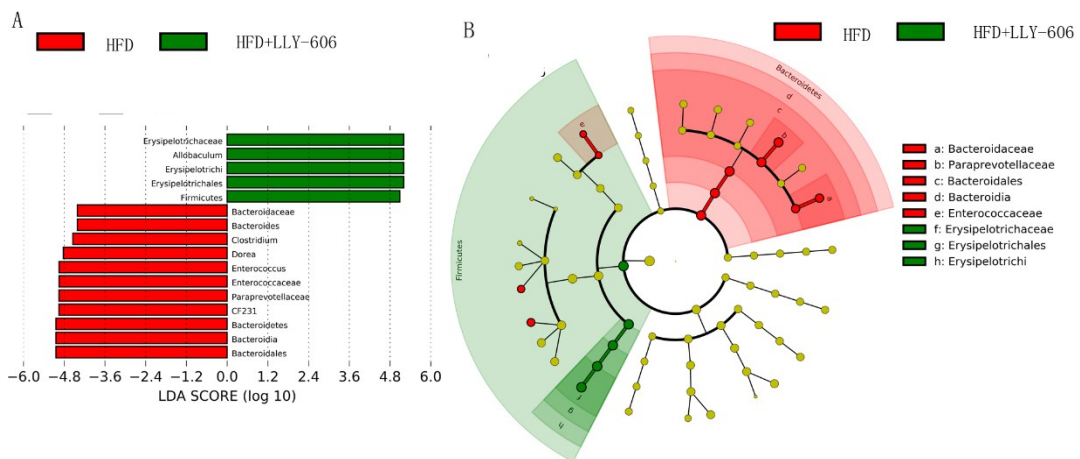 A
HFD
HFD+LLY-606
Erysipelotrichaceae
Allobaculum
Erysipelotrichi
Erysipelotrichales
Firmicutes
Bacteroidaceae
Bacteroides
Clostridium
Dorea
Enterococcus
Enterococcaceae
Paraprevotellaceae
CF231
Bacteroidetes
Bacteroidia
Bacteroidales
−6.0 −4.8 −3.6 −2.4 −1.2 0.0 1.2 2.4 3.6 4.8 6.0
LDA SCORE (log 10)
B
HFD
HFD+LLY-606
Bacteroidetes
d
c
b
a
e
Firmicutes
f
g
h
a: Bacteroidaceae
b: Paraprevotellaceae
c: Bacteroidales
d: Bacteroidia
e: Enterococcaceae
f: Erysipelotrichaceae
g: Erysipelotrichales
h: Erysipelotrichi